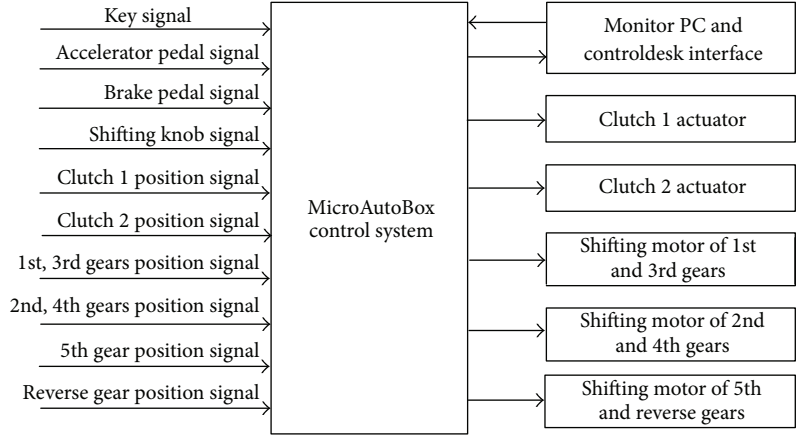 Key signal
Accelerator pedal signal
Brake pedal signal
Shifting knob signal
Clutch 1 position signal
Clutch 2 position signal
1st, 3rd gears position signal
2nd, 4th gears position signal
5th gear position signal
Reverse gear position signal
MicroAutoBox
control system
Monitor PC and
controldesk interface
Clutch 1 actuator
Clutch 2 actuator
Shifting motor of 1st
and 3rd gears
Shifting motor of 2nd
and 4th gears
Shifting motor of 5th
and reverse gears